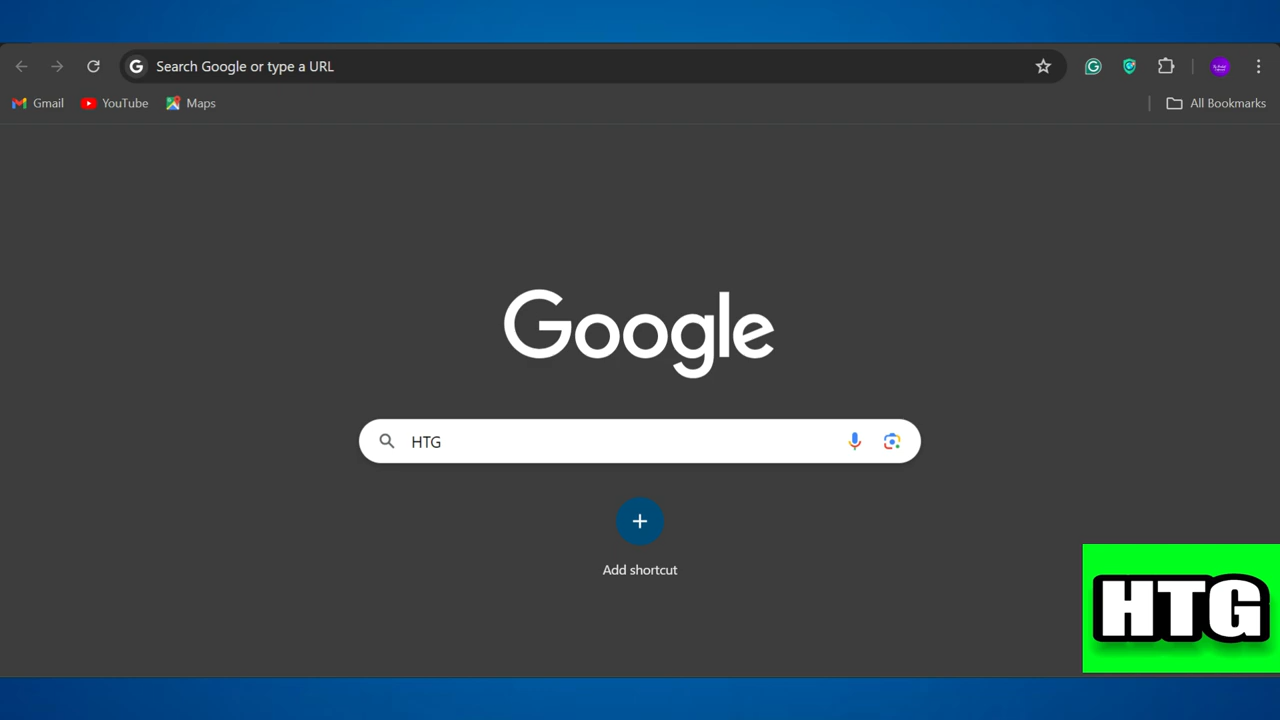 Search Google or type a URL
Gmail YouTube Maps All Bookmarks
Google
HTG
Add shortcut
HTG